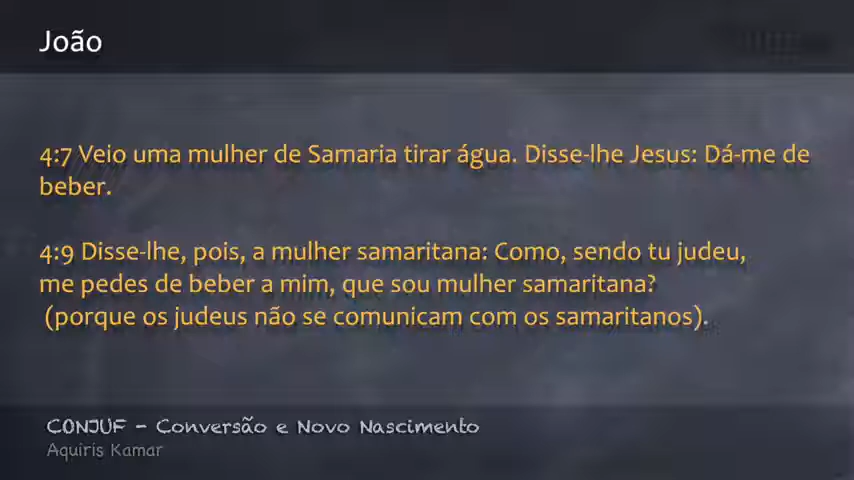 João
4:7 Veio uma mulher de Samaria tirar água. Disse-lhe Jesus: Dá-me de
beber.
4:9 Disse-lhe, pois, a mulher samaritana: Como, sendo tu judeu,
me pedes de beber a mim, que sou mulher samaritana?
(porque os judeus não se comunicam com os samaritanos).
CONJUF - Conversão e Novo Nascimento
Aquiris Kamar